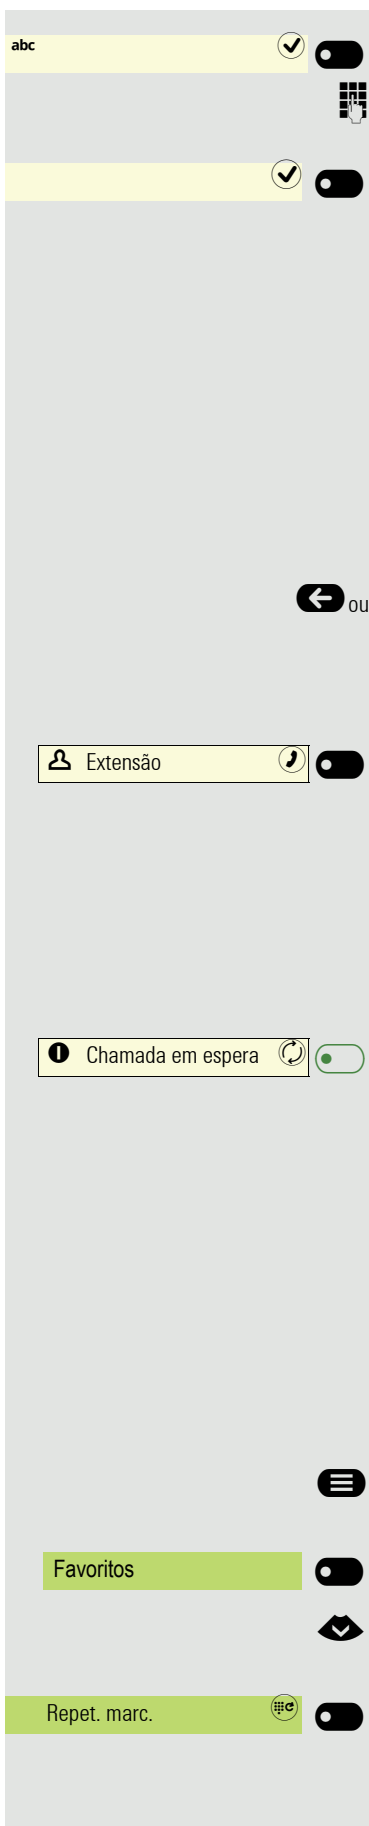 abc
ou
Extensão
Chamada em espera
Favoritos
Repet. marc.